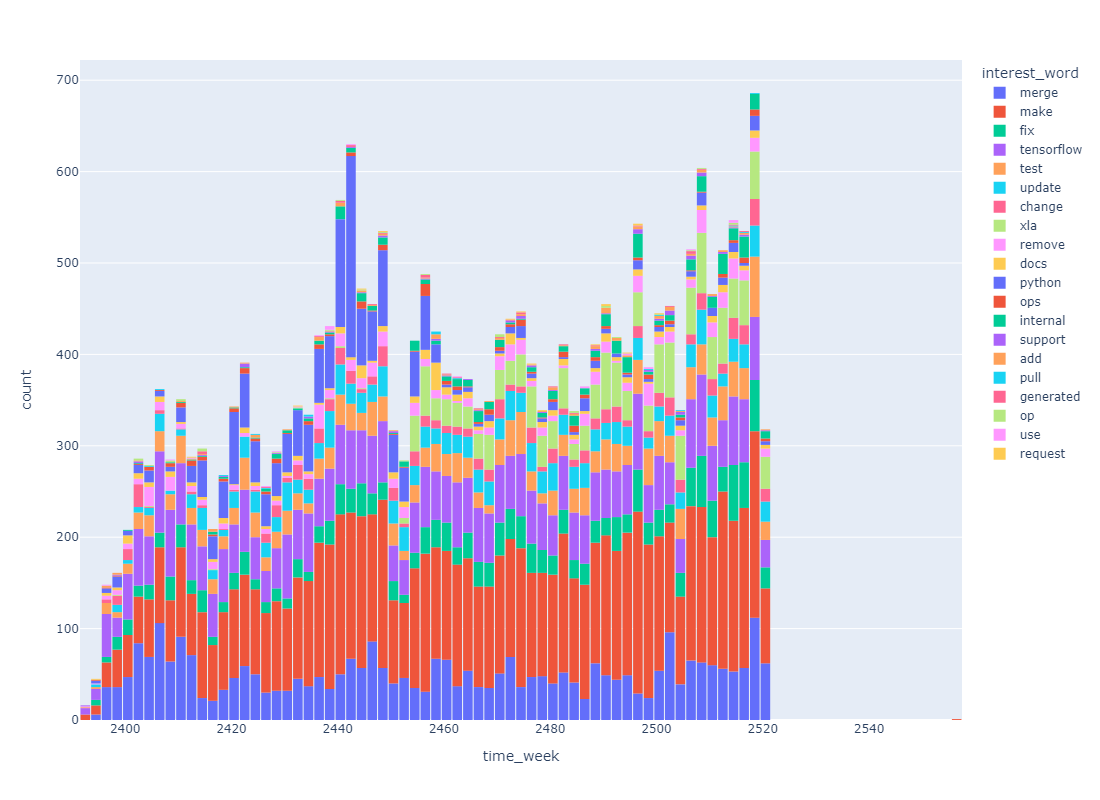 interest_word
merge
make
fix
tensorflow
test
update
change
xla
remove
docs
python
ops
internal
support
add
pull
generated
op
use
request
700
600
500
400
300
200
100
0
count
2400 2420 2440 2460 2480 2500 2520 2540
time_week